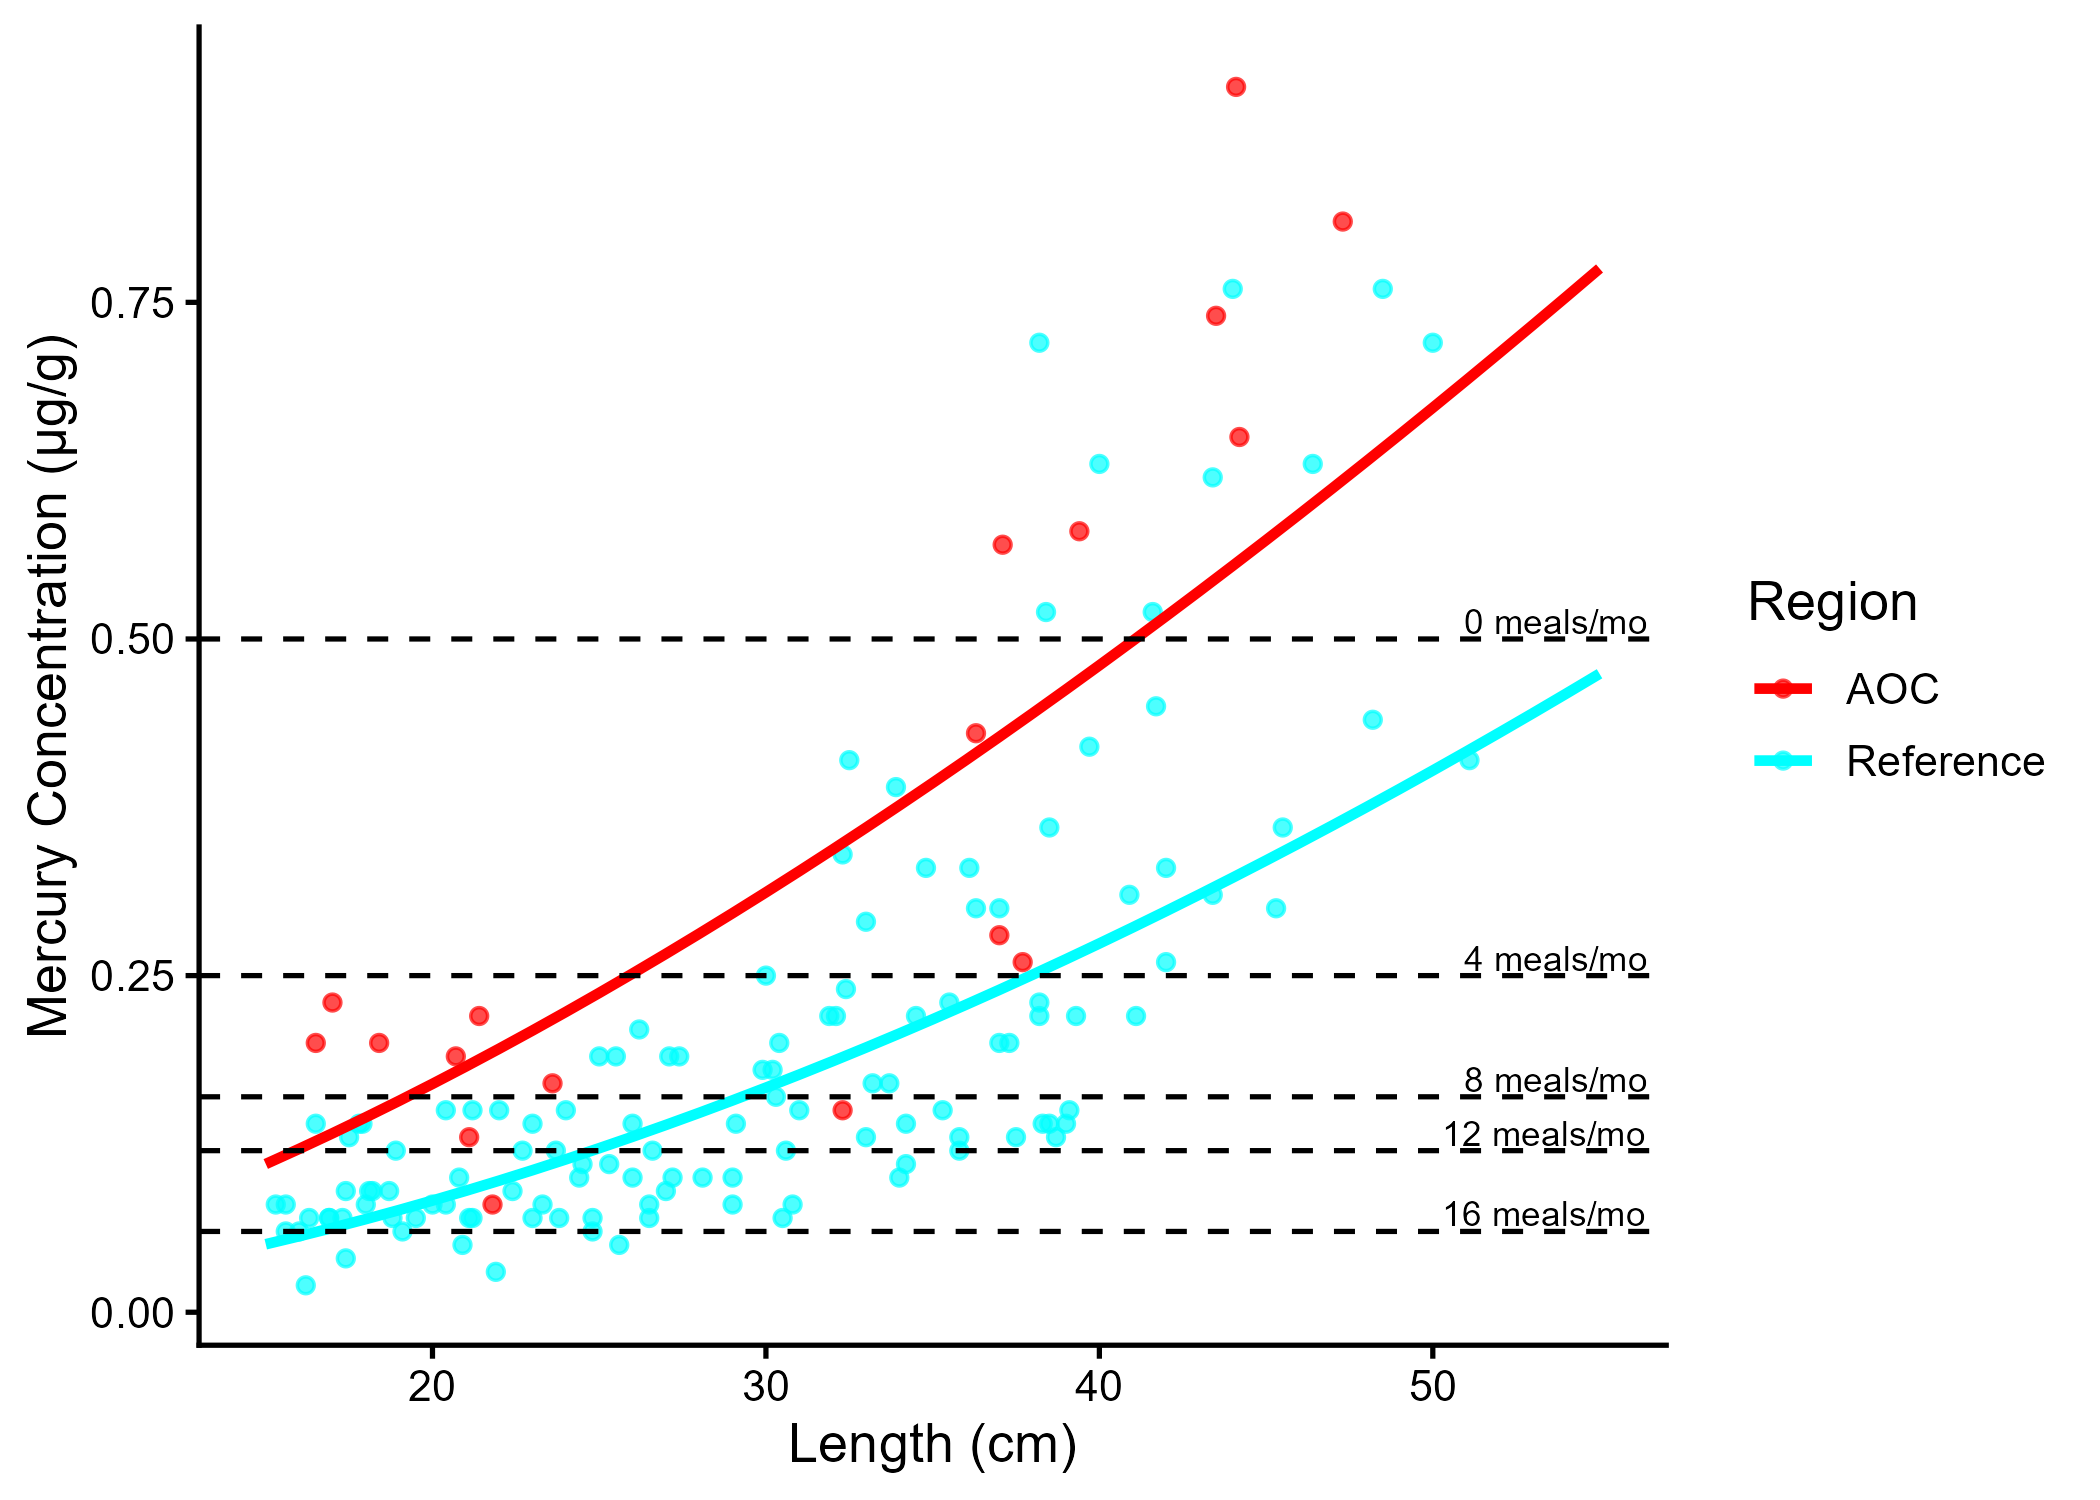 Mercury Concentration (µg/g)
0.75
0.50
0.25
0.00
0 meals/mo
4 meals/mo
8 meals/mo
12 meals/mo
16 meals/mo
20 30 40 50
Length (cm)
Region
AOC
Reference